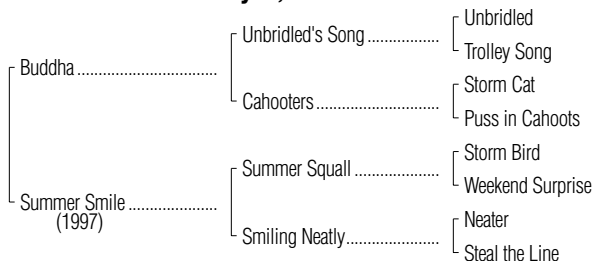 Unbridled
Unbridled's Song .................
Trolley Song
Buddha ................................
Storm Cat
Cahooters ............................
Puss in Cahoots
Storm Bird
Summer Squall ....................
Weekend Surprise
Summer Smile ....................
(1997)
Neater
Smiling Neatly .....................
Steal the Line